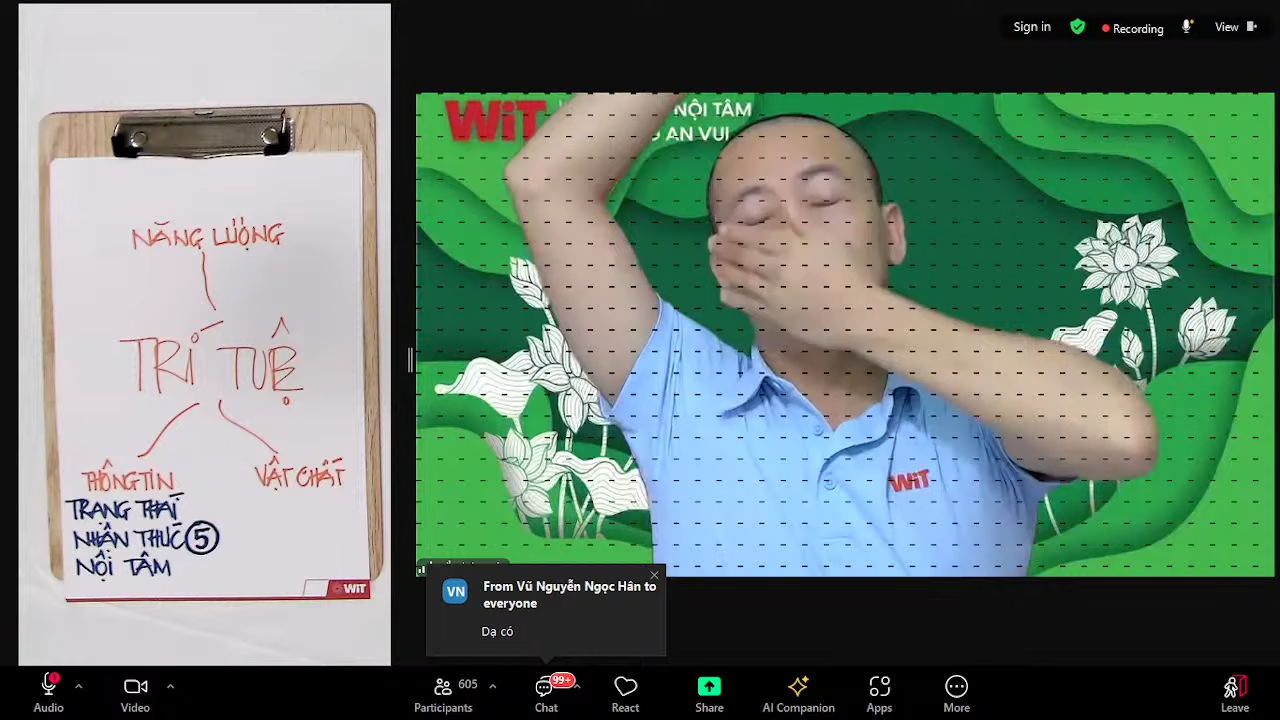 Sign in
Recording
View
WiT
NỘI TÂM
AN VUI
NĂNG LƯỢNG
TRÍ TUỆ
THÔNG TIN
VẬT CHẤT
TRẠNG THÁI
NHẬN THỨC 5
NỘI TÂM
WiT
WiT
VN
From Vũ Nguyễn Ngọc Hân to
everyone
Dạ có
Audio
Video
605
Participants
99+
Chat
React
Share
AI Companion
Apps
More
Leave